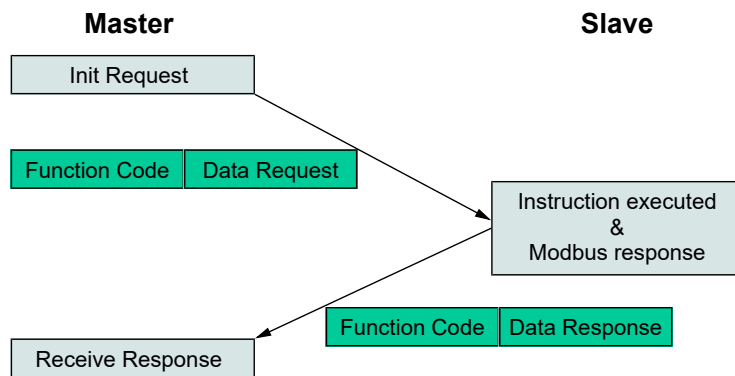 Master
Slave
Init Request
Function Code
Data Request
Instruction executed
&
Modbus response
Function Code
Data Response
Receive Response